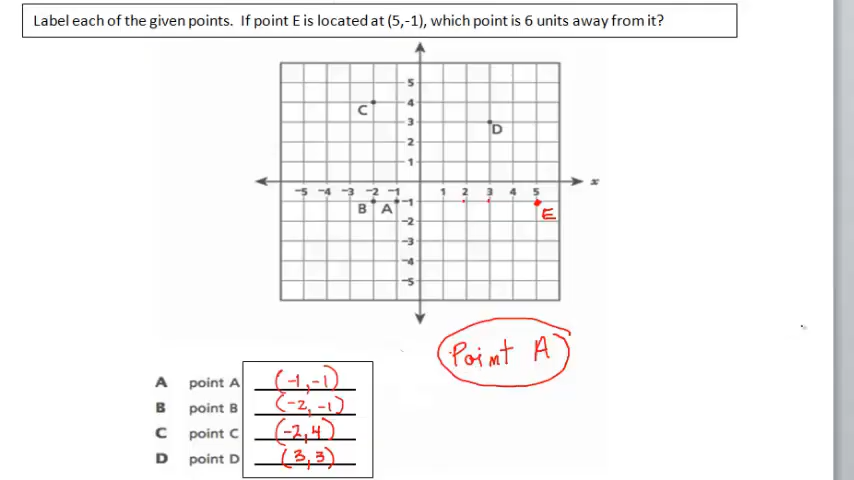 Label each of the given points. If point E is located at (5,-1), which point is 6 units away from it?
5
C 4
3 D
2
1
-5 -4 -3 -2 -1 1 2 3 4 5 x
B A -1 E
-2
-3
-4
-5
Point A
A point A (-1,-1)
B point B (-2,-1)
C point C (-2,4)
D point D (3,3)